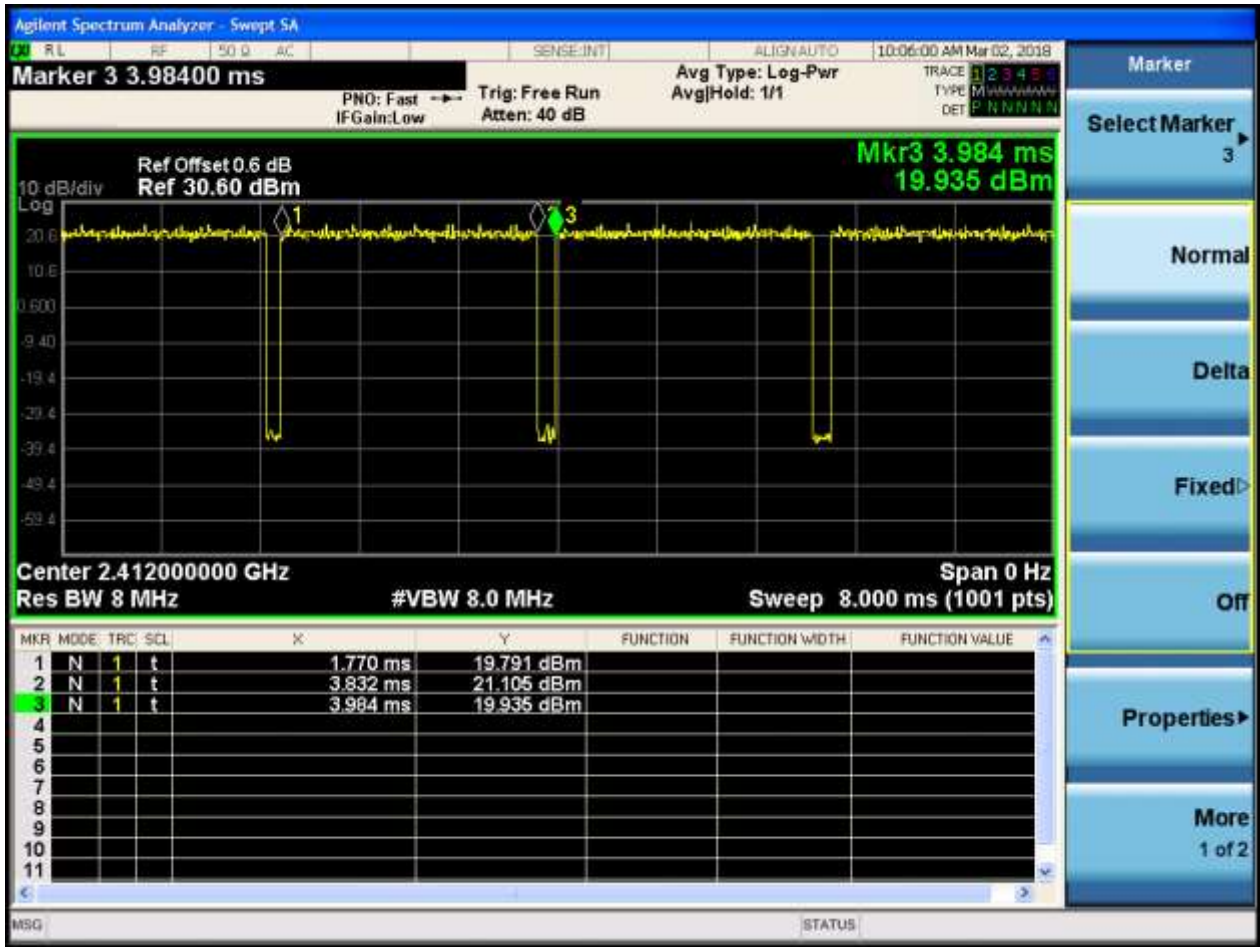 Agilent Spectrum Analyzer - Swept SA
RL RF 50 Ω AC SENSE:INT ALIGN AUTO 10:06:00 AM Mar 02, 2018
Marker 3 3.98400 ms
PNO: Fast
IFGain:Low
Trig: Free Run
Atten: 40 dB
Avg Type: Log-Pwr
Avg|Hold: 1/1
TRACE 1 2 3 4 5 6
TYPE M
DET P N N N N N
Ref Offset 0.6 dB
10 dB/div Ref 30.60 dBm
Log
Mkr3 3.984 ms
19.935 dBm
1 3
20.6
10.6
0.600
-9.40
-19.4
-29.4
-39.4
-49.4
-59.4
Center 2.412000000 GHz Span 0 Hz
Res BW 8 MHz #VBW 8.0 MHz Sweep 8.000 ms (1001 pts)
MKR MODE TRC SCL X Y FUNCTION FUNCTION WIDTH FUNCTION VALUE
1 N 1 t 1.770 ms 19.791 dBm
2 N 1 t 3.832 ms 21.105 dBm
3 N 1 t 3.984 ms 19.935 dBm
4
5
6
7
8
9
10
11
MSG STATUS
Marker
Select Marker
3
Normal
Delta
Fixed
Off
Properties
More
1 of 2